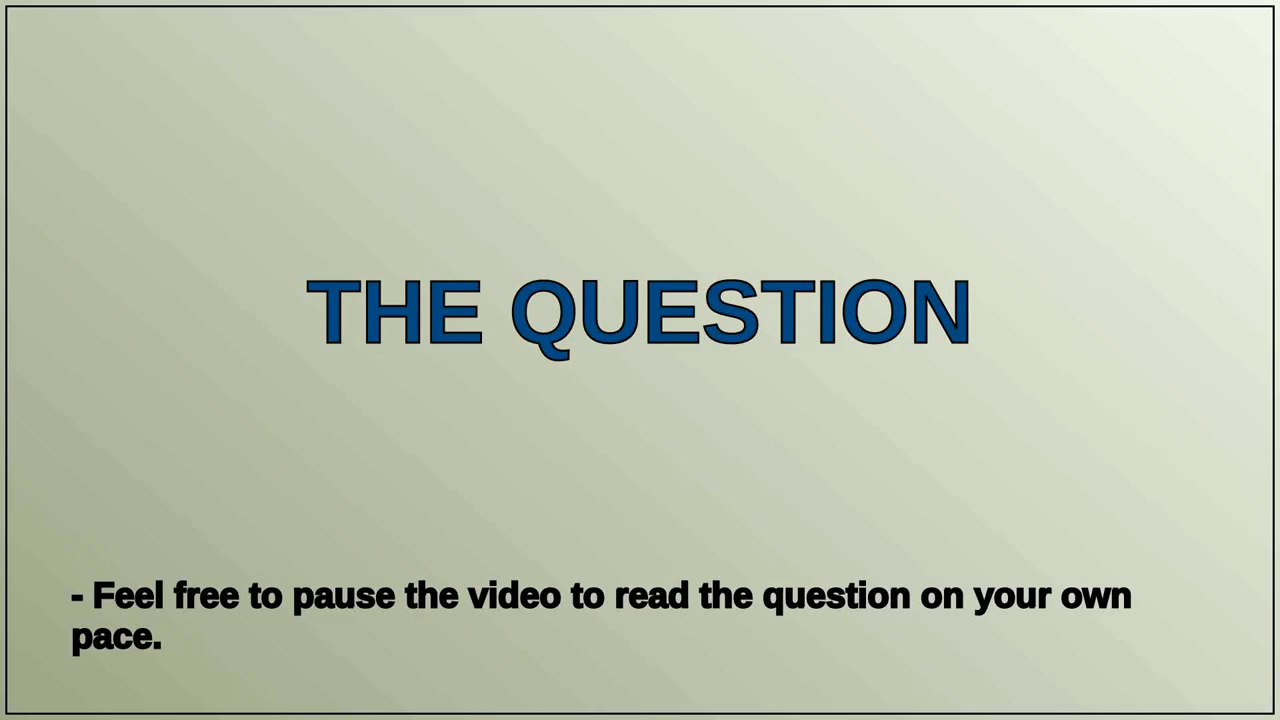 THE QUESTION
- Feel free to pause the video to read the question on your own
pace.